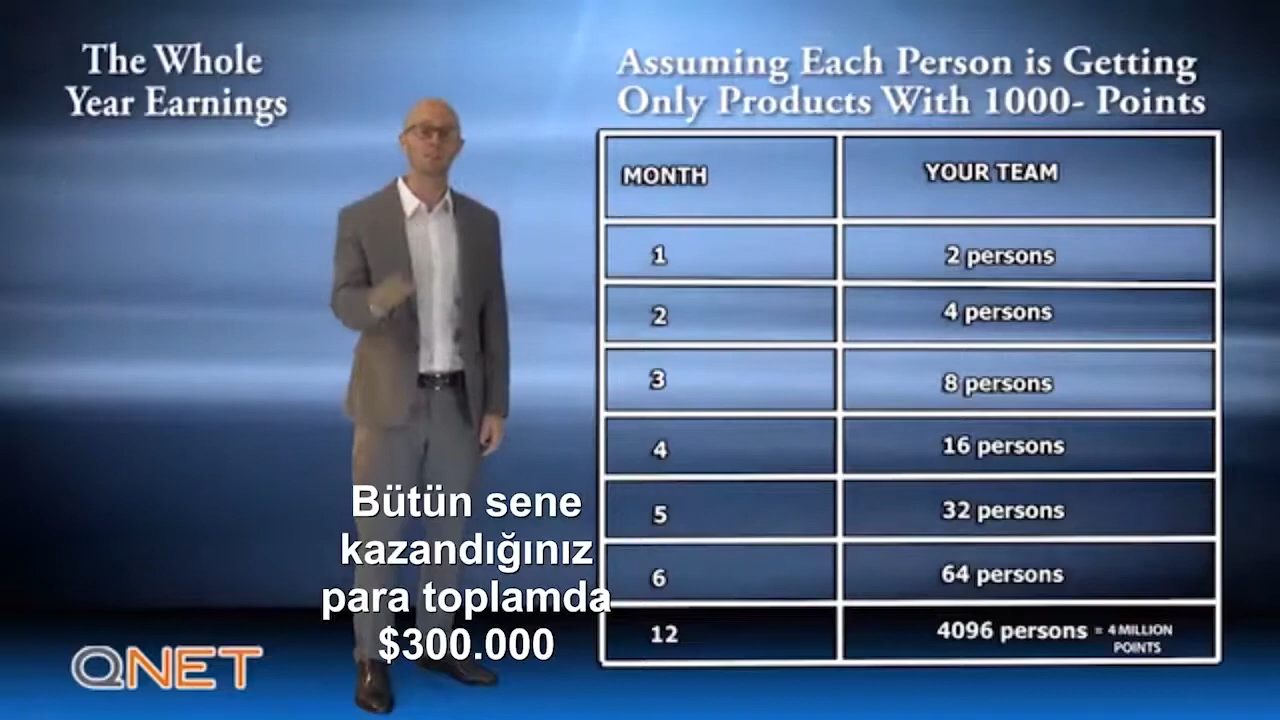 The Whole
Year Earnings
Assuming Each Person is Getting
Only Products With 1000- Points
MONTH YOUR TEAM
1 2 persons
2 4 persons
3 8 persons
4 16 persons
5 32 persons
6 64 persons
12 4096 persons = 4 MILLION
POINTS
Bütün sene
kazandığınız
para toplamda
$300.000
QNET